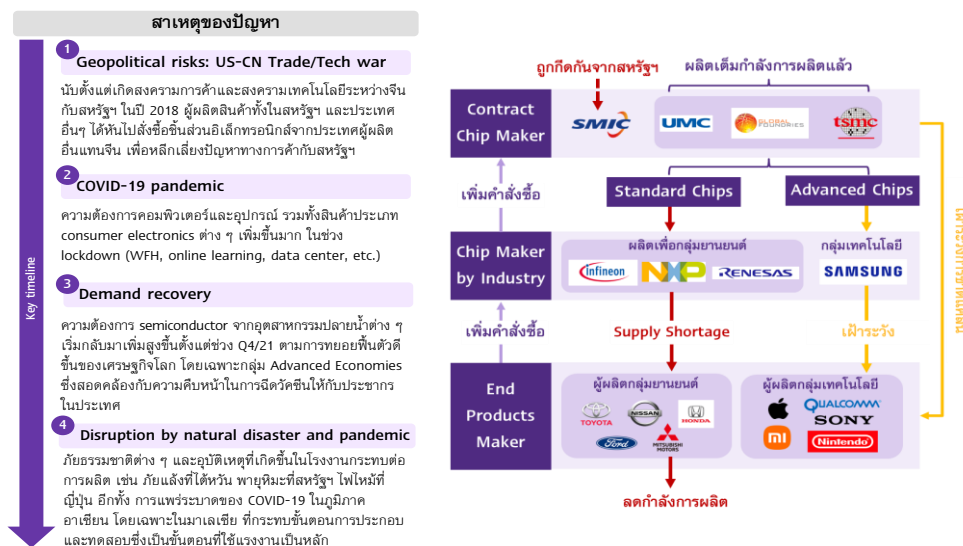 สาเหตุของปัญหา
Key timeline
1
Geopolitical risks: US-CN Trade/Tech war
นับตั้งแต่เกิดสงครามการค้าและสงครามเทคโนโลยีระหว่างจีน
กับสหรัฐฯ ในปี 2018 ผู้ผลิตสินค้าทั้งในสหรัฐฯ และประเทศ
อื่นๆ ได้หันไปสั่งซื้อชิ้นส่วนอิเล็กทรอนิกส์จากประเทศผู้ผลิต
อื่นแทนจีน เพื่อหลีกเลี่ยงปัญหาทางการค้ากับสหรัฐฯ
2
COVID-19 pandemic
ความต้องการคอมพิวเตอร์และอุปกรณ์ รวมทั้งสินค้าประเภท
consumer electronics ต่าง ๆ เพิ่มขึ้นมาก ในช่วง
lockdown (WFH, online learning, data center, etc.)
3
Demand recovery
ความต้องการ semiconductor จากอุตสาหกรรมปลายน้ำต่าง ๆ
เริ่มกลับมาเพิ่มสูงขึ้นตั้งแต่ช่วง Q4/21 ตามการทยอยฟื้นตัวดี
ขึ้นของเศรษฐกิจโลก โดยเฉพาะกลุ่ม Advanced Economies
ซึ่งสอดคล้องกับความคืบหน้าในการฉีดวัคซีนให้กับประชากร
ในประเทศ
4
Disruption by natural disaster and pandemic
ภัยธรรมชาติต่าง ๆ และอุบัติเหตุที่เกิดขึ้นในโรงงานกระทบต่อ
การผลิต เช่น ภัยแล้งที่ไต้หวัน พายุหิมะที่สหรัฐฯ ไฟไหม้ที่
ญี่ปุ่น อีกทั้ง การแพร่ระบาดของ COVID-19 ในภูมิภาค
อาเซียน โดยเฉพาะในมาเลเซีย ที่กระทบขั้นตอนการประกอบ
และทดสอบซึ่งเป็นขั้นตอนที่ใช้แรงงานเป็นหลัก
ถูกกีดกันจากสหรัฐฯ
ผลิตเต็มกำลังการผลิตแล้ว
Contract
Chip Maker
SMIC
UMC
GLOBAL
FOUNDRIES
tsmc
เพิ่มคำสั่งซื้อ
Standard Chips
Advanced Chips
Chip Maker
by Industry
ผลิตเพื่อกลุ่มยานยนต์
กลุ่มเทคโนโลยี
infineon
NXP
RENESAS
SAMSUNG
เพิ่มคำสั่งซื้อ
Supply Shortage
เฝ้าระวัง
End
Products
Maker
ผู้ผลิตกลุ่มยานยนต์
ผู้ผลิตกลุ่มเทคโนโลยี
TOYOTA
NISSAN
HONDA
Ford
MITSUBISHI
MOTORS
QUALCOMM
SONY
mi
Nintendo
ลดกำลังการผลิต